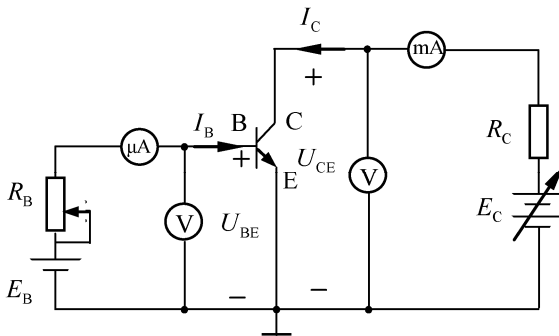 I_C
mA
I_B B C
μA
R_C
U_CE
R_B
E
V
V
U_BE
E_C
E_B